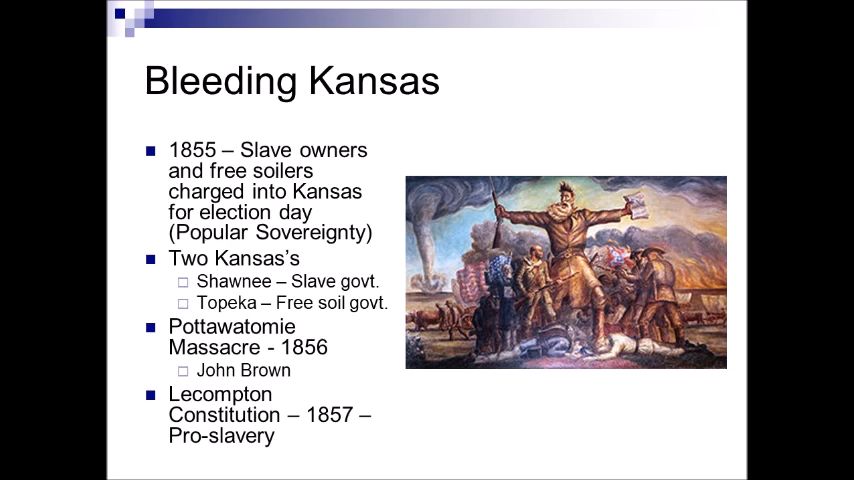 Bleeding Kansas
1855 – Slave owners
and free soilers
charged into Kansas
for election day
(Popular Sovereignty)
Two Kansas's
Shawnee – Slave govt.
Topeka – Free soil govt.
Pottawatomie
Massacre - 1856
John Brown
Lecompton
Constitution – 1857 –
Pro-slavery